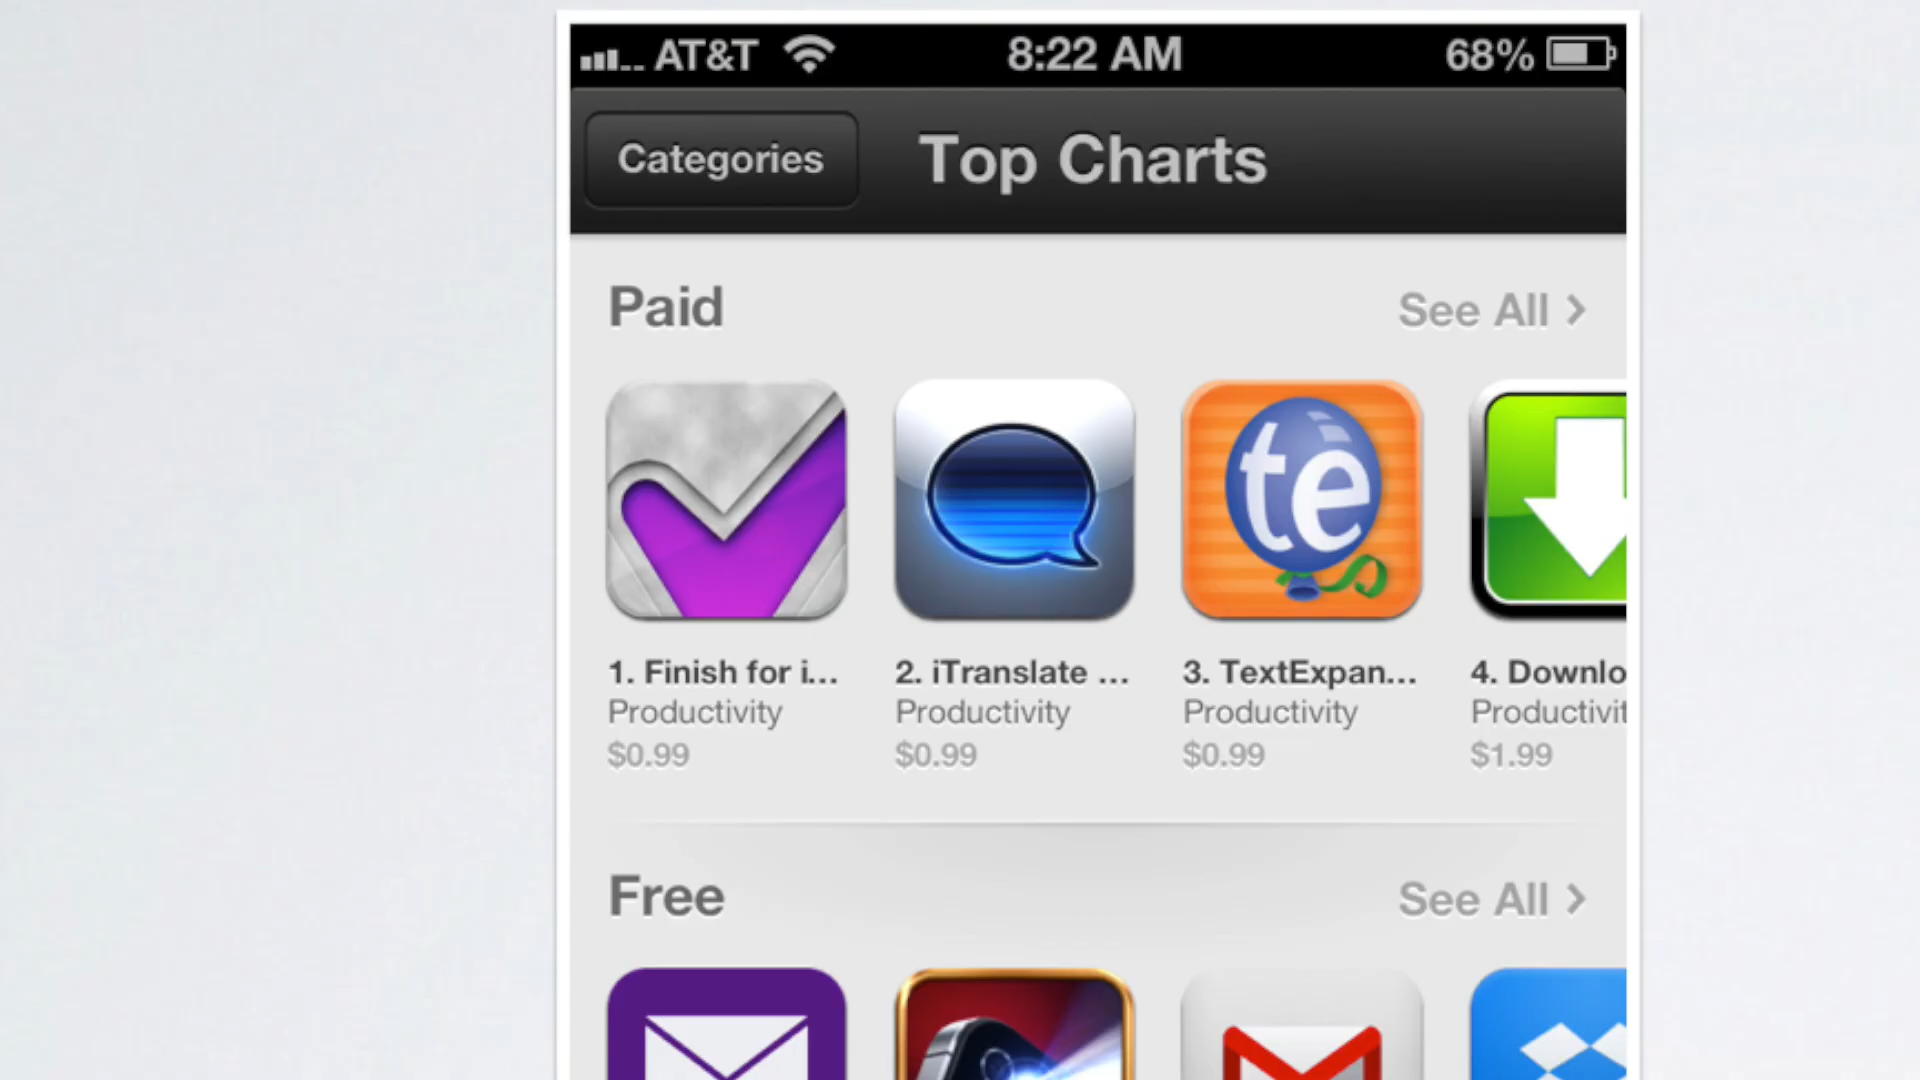 AT&T 8:22 AM 68%
Categories Top Charts
Paid See All
te
1. Finish for i... 2. iTranslate ... 3. TextExpan... 4. Downlo
Productivity Productivity Productivity Productivit
$0.99 $0.99 $0.99 $1.99
Free See All